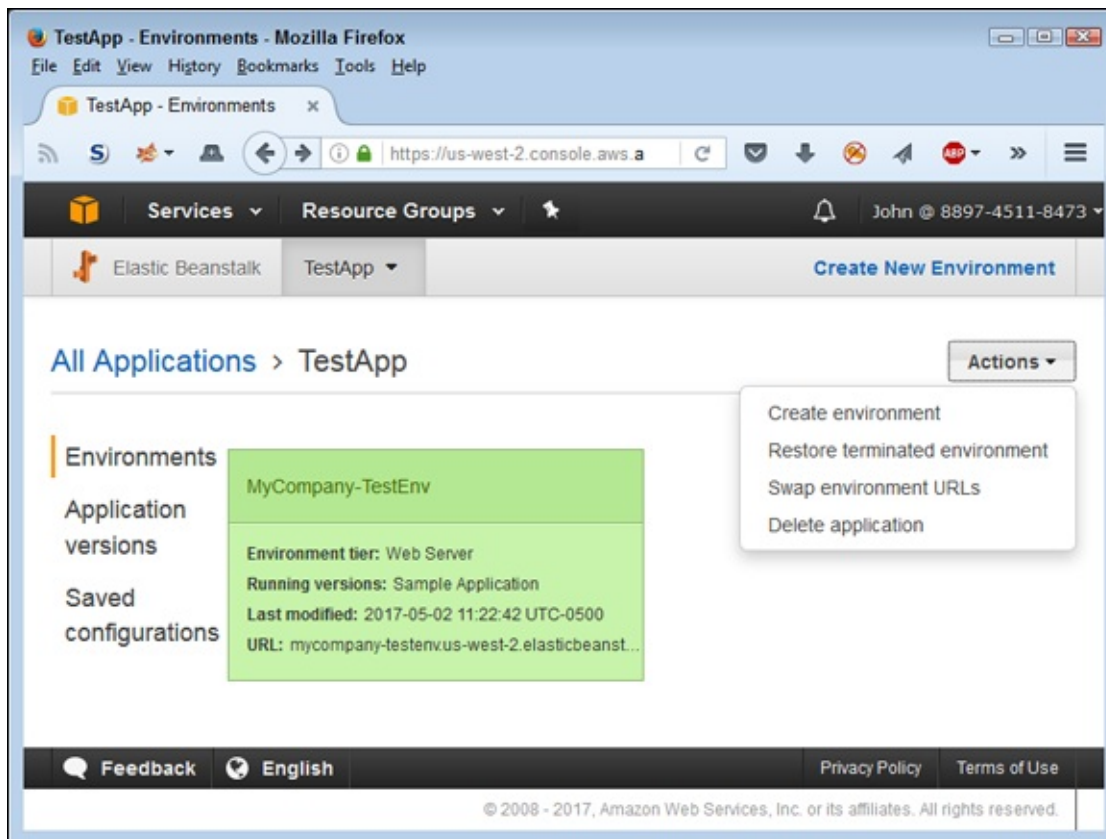 TestApp - Environments - Mozilla Firefox
File Edit View History Bookmarks Tools Help
TestApp - Environments ×
S ABP
https://us-west-2.console.aws.a
Services Resource Groups John @ 8897-4511-8473
Elastic Beanstalk TestApp Create New Environment
All Applications > TestApp
Actions
Create environment
Restore terminated environment
Swap environment URLs
Delete application
Environments
Application
versions
Saved
configurations
MyCompany-TestEnv
Environment tier: Web Server
Running versions: Sample Application
Last modified: 2017-05-02 11:22:42 UTC-0500
URL: mycompany-testenv.us-west-2.elasticbeanst...
Feedback English Privacy Policy Terms of Use
© 2008 - 2017, Amazon Web Services, Inc. or its affiliates. All rights reserved.